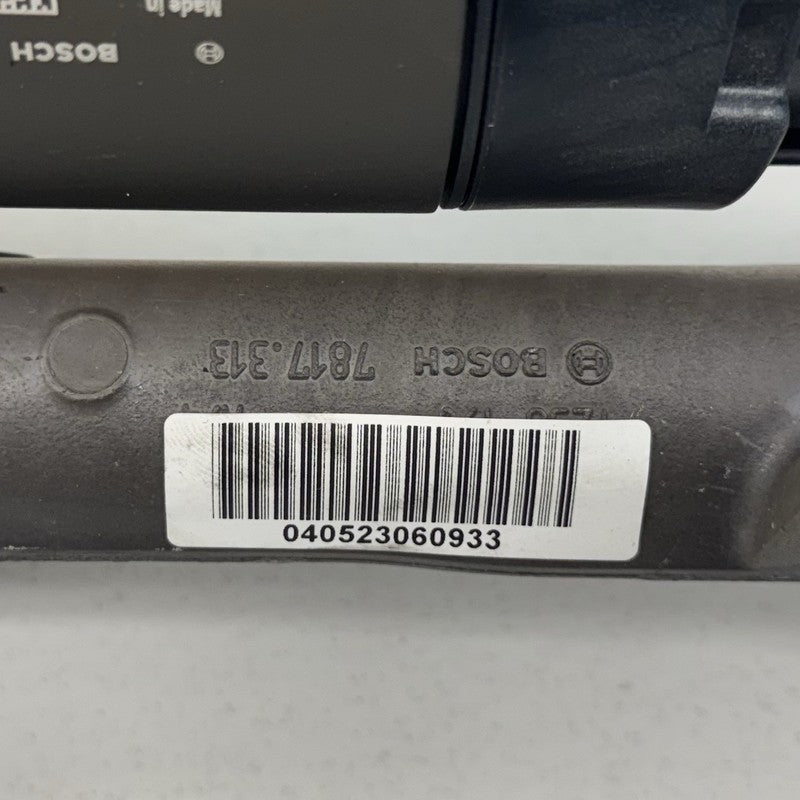 BOSCH
Made in
BOSCH 7817.313
040523060933